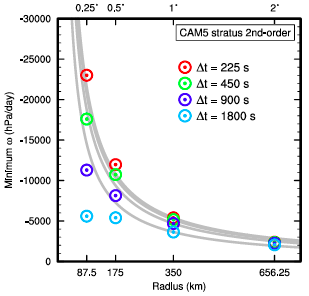 0.25° 0.5° 1° 2°
CAM5 stratus 2nd-order
Δt = 225 s
Δt = 450 s
Δt = 900 s
Δt = 1800 s
Minimum ω (hPa/day)
-30000
-25000
-20000
-15000
-10000
-5000
0
87.5 175 350 656.25
Radius (km)